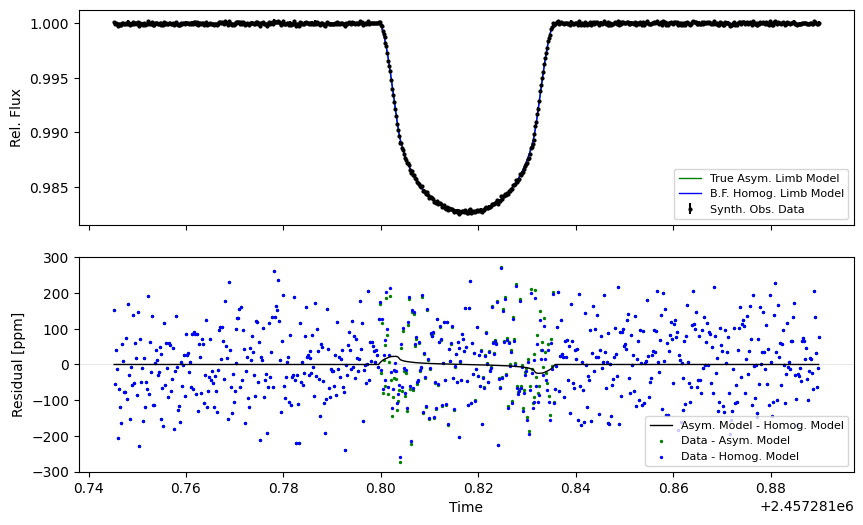 1.000
0.995
0.990
0.985
Rel. Flux
True Asym. Limb Model
B.F. Homog. Limb Model
Synth. Obs. Data
300
200
100
0
−100
−200
−300
Residual [ppm]
Asym. Model - Homog. Model
Data - Asym. Model
Data - Homog. Model
0.74 0.76 0.78 0.80 0.82 0.84 0.86 0.88
Time
+2.457281e6